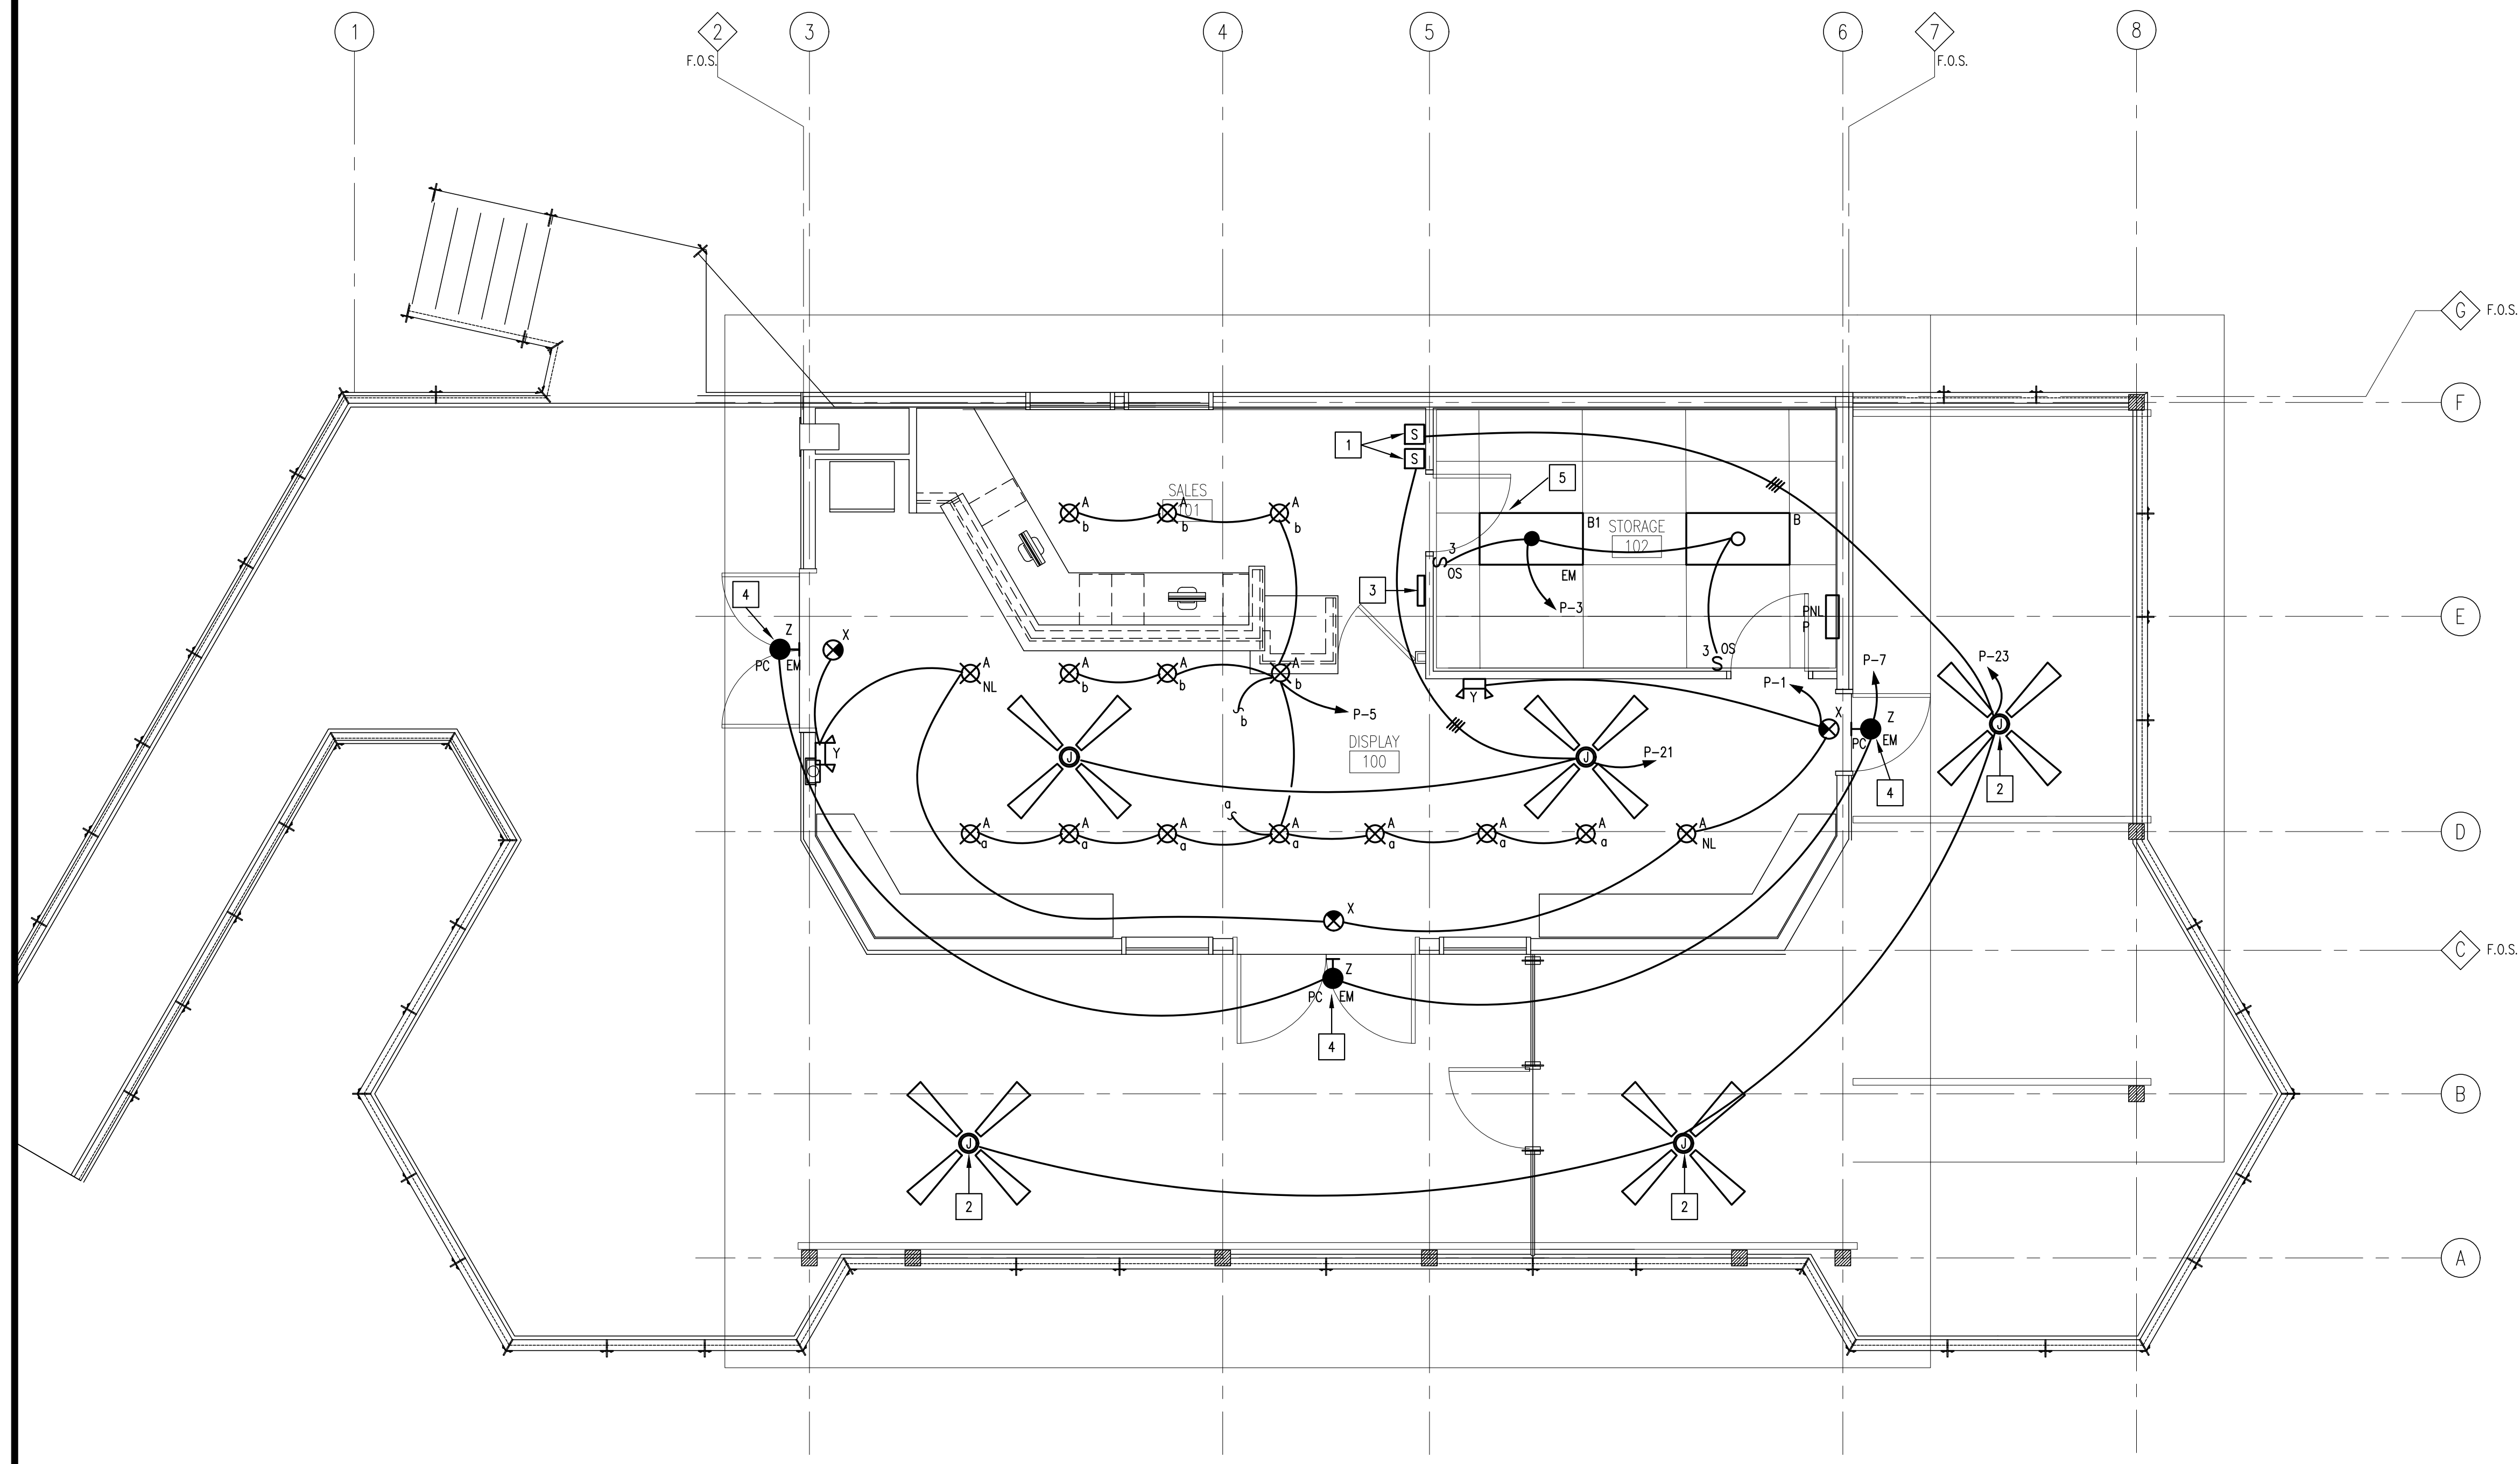 1
2
3
4
5
6
7
8
F.O.S.
F.O.S.
G F.O.S.
F
1
S
S
5
SALES
101
A
b
A
b
A
b
B1
STORAGE
102
B
3
OS
EM
P-3
3
4
Z
PC EM
X
E
PNL
P
3 OS
A
NL
A
b
A
b
A
b
b
P-5
Y
Y
P-1
X
P-7
Z
PC EM
4
P-23
J
2
DISPLAY
100
J
J
P-21
a
A
a
A
a
A
a
A
a
A
a
A
a
A
a
A
NL
D
X
C F.O.S.
Z
PC EM
4
B
J
2
J
2
A